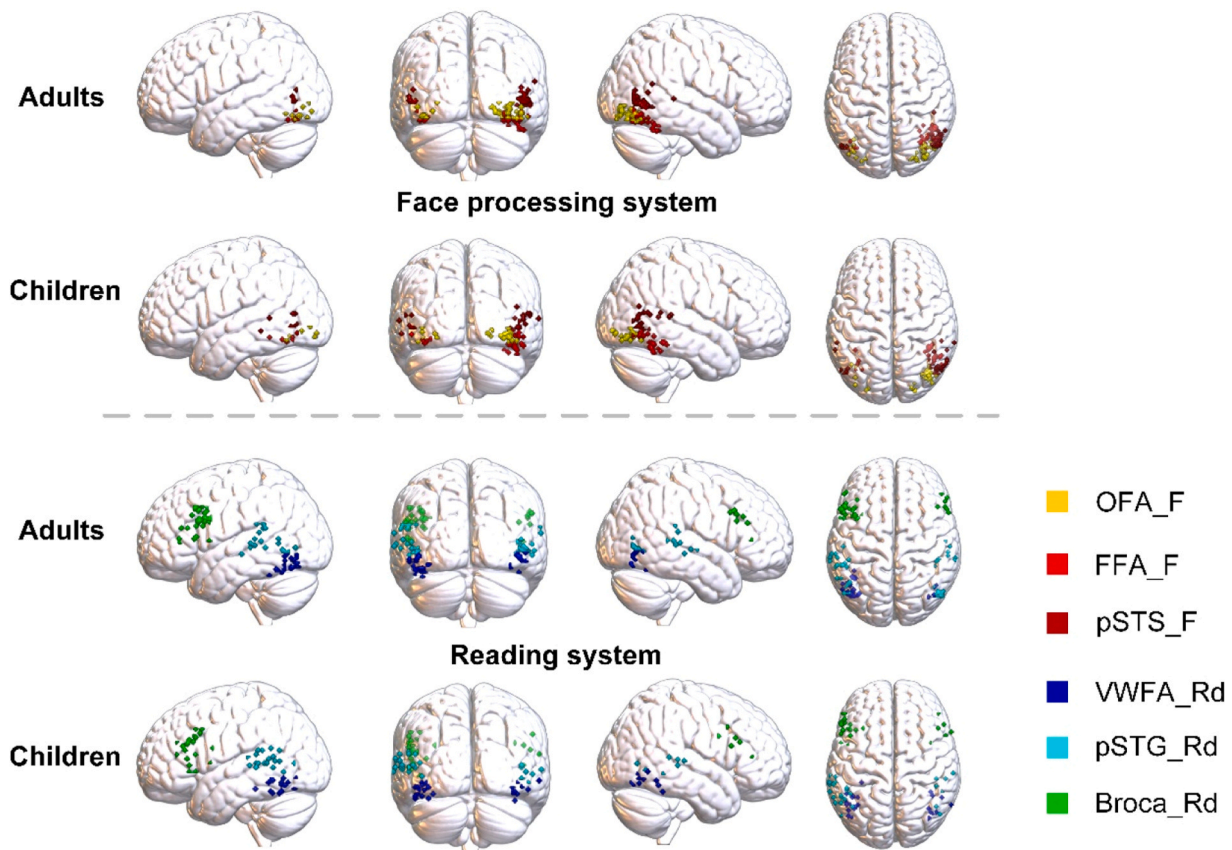 Adults
Face processing system
Children
Adults
Reading system
Children
OFA_F
FFA_F
pSTS_F
VWFA_Rd
pSTG_Rd
Broca_Rd